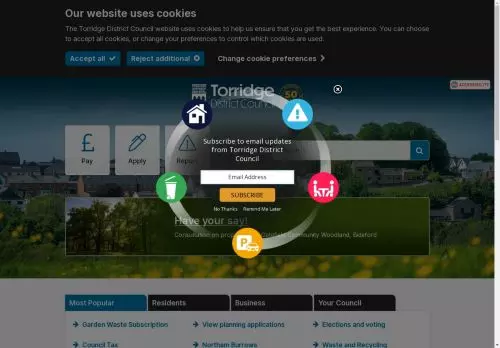 Our website uses cookies
The Torridge District Council website uses cookies to help us ensure that you get the best experience. You can choose
to accept all cookies, or change your preferences to control which cookies are used.
Accept all
Reject additional
Change cookie preferences
Torridge
District Council
50
Pay
Apply
Report
Subscribe to email updates
from Torridge District
Council
Email Address
SUBSCRIBE
No Thanks
Remind Me Later
P
Have your say!
Consultation on
Community Woodland, Bideford
Most Popular
Residents
Business
Your Council
Garden Waste Subscription
View planning applications
Elections and voting
Council Tax
Northam Burrows
Waste and Recycling